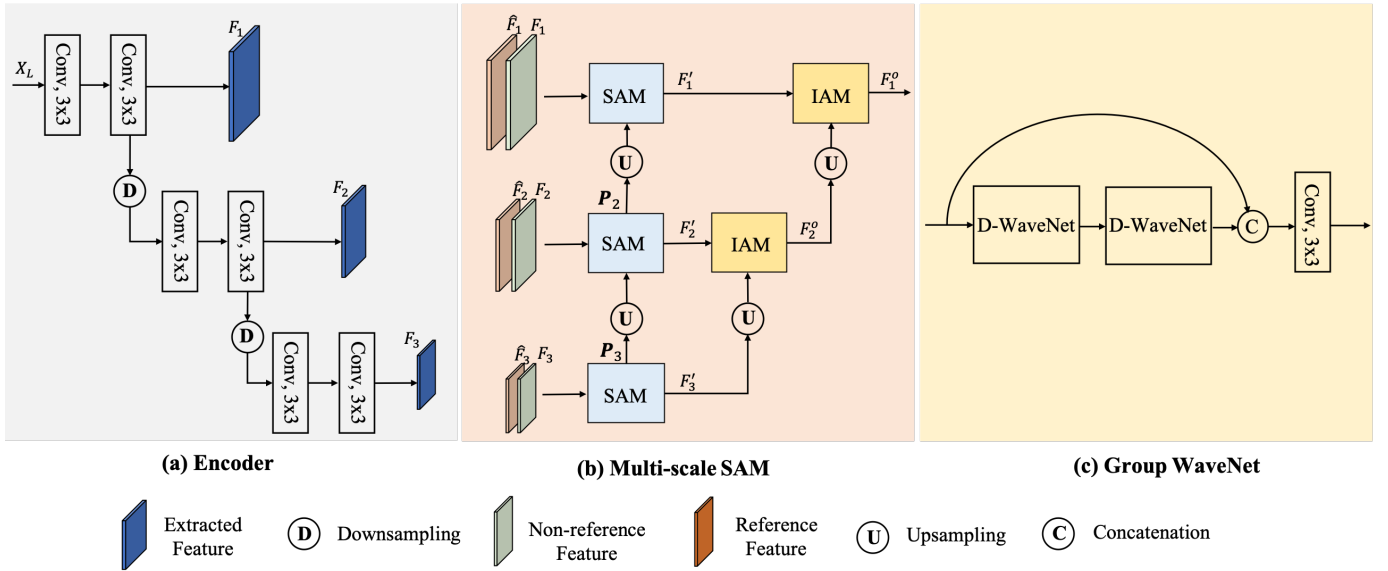 X_L
Conv, 3x3
Conv, 3x3
F_1
D
Conv, 3x3
Conv, 3x3
F_2
D
Conv, 3x3
Conv, 3x3
F_3
(a) Encoder
F̂_1 F_1
SAM
F′_1
IAM
F_1^o
U
U
P_2
F̂_2 F_2
SAM
F′_2
IAM
F_2^o
U
U
P_3
F̂_3 F_3
SAM
F′_3
(b) Multi-scale SAM
D-WaveNet
D-WaveNet
C
Conv, 3x3
(c) Group WaveNet
Extracted
Feature
D
Downsampling
Non-reference
Feature
Reference
Feature
U
Upsampling
C
Concatenation